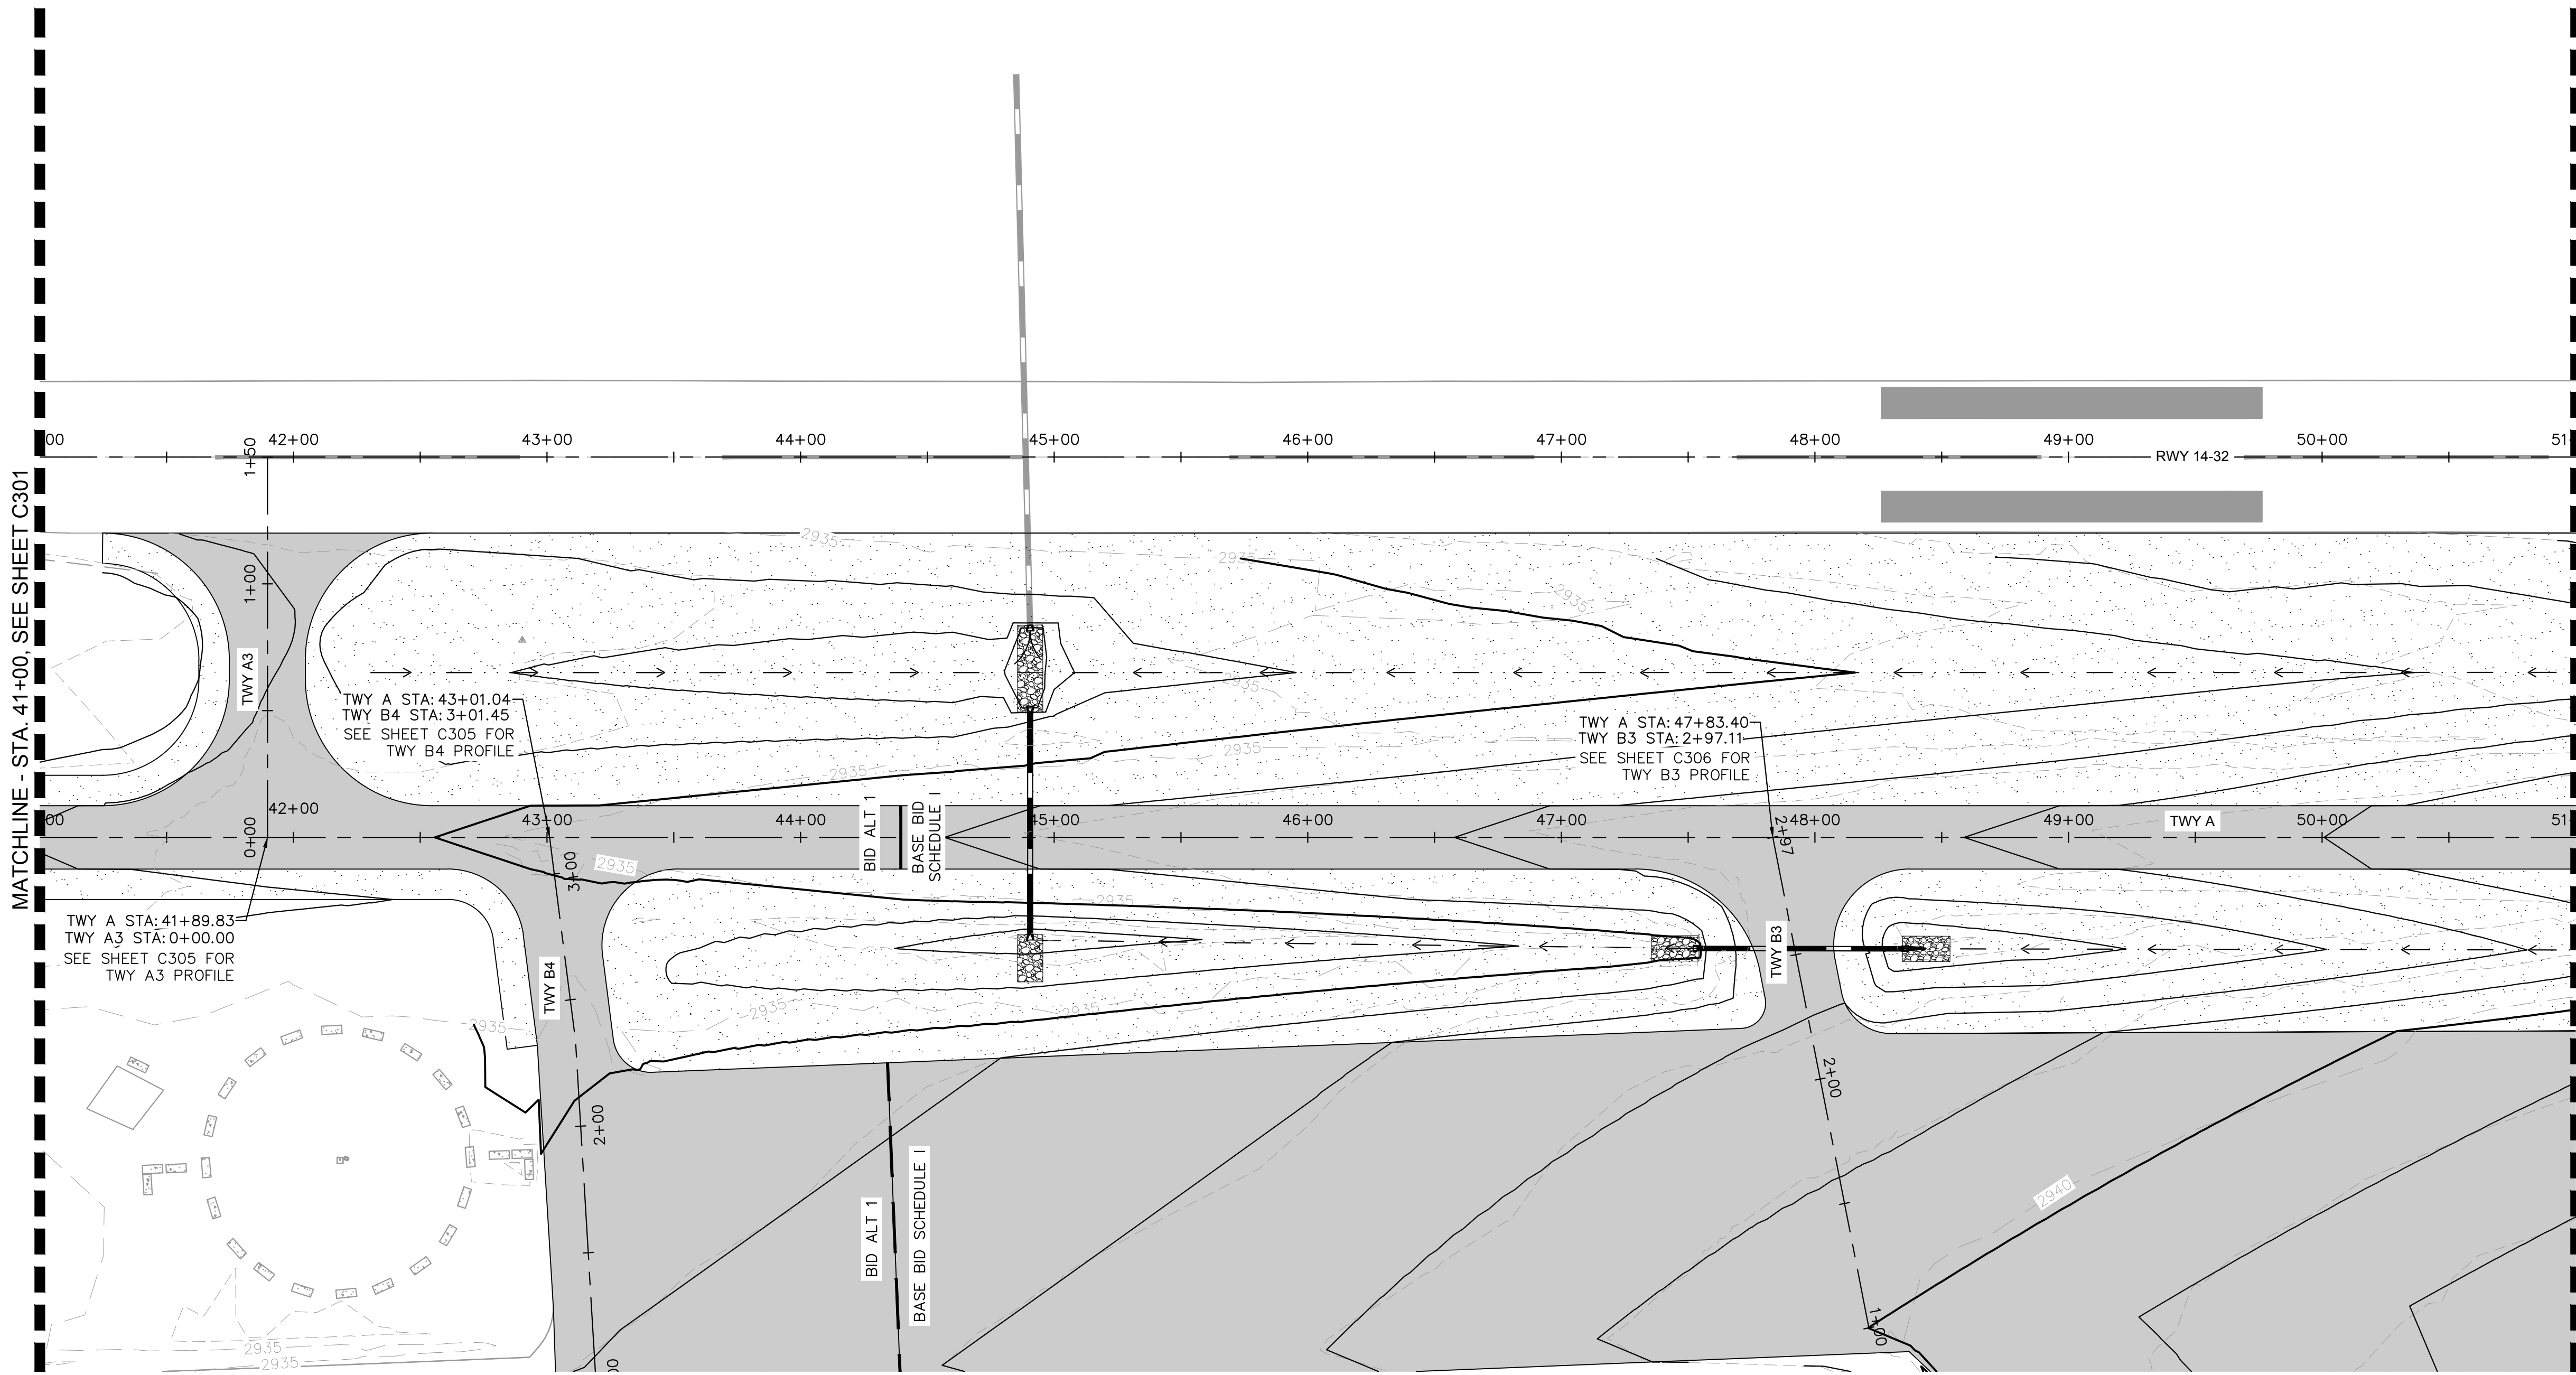 MATCHLINE - STA. 41+00, SEE SHEET C301
00
42+00
43+00
44+00
45+00
46+00
47+00
48+00
49+00
50+00
51
RWY 14-32
1+50
1+00
0+00
TWY A3
2935
2935
2935
2935
2935
2935
TWY A STA: 43+01.04
TWY B4 STA: 3+01.45
SEE SHEET C305 FOR
TWY B4 PROFILE
TWY A STA: 47+83.40
TWY B3 STA: 2+97.11
SEE SHEET C306 FOR
TWY B3 PROFILE
00
42+00
43+00
44+00
45+00
46+00
47+00
48+00
49+00
50+00
51
TWY A
BID ALT 1
BASE BID
SCHEDULE I
2+97
3+00
2935
2935
TWY A STA: 41+89.83
TWY A3 STA: 0+00.00
SEE SHEET C305 FOR
TWY A3 PROFILE
TWY B4
TWY B3
2935
2935
2935
2+00
2+00
BID ALT 1
BASE BID SCHEDULE I
2940
1+00
2935
2935
00